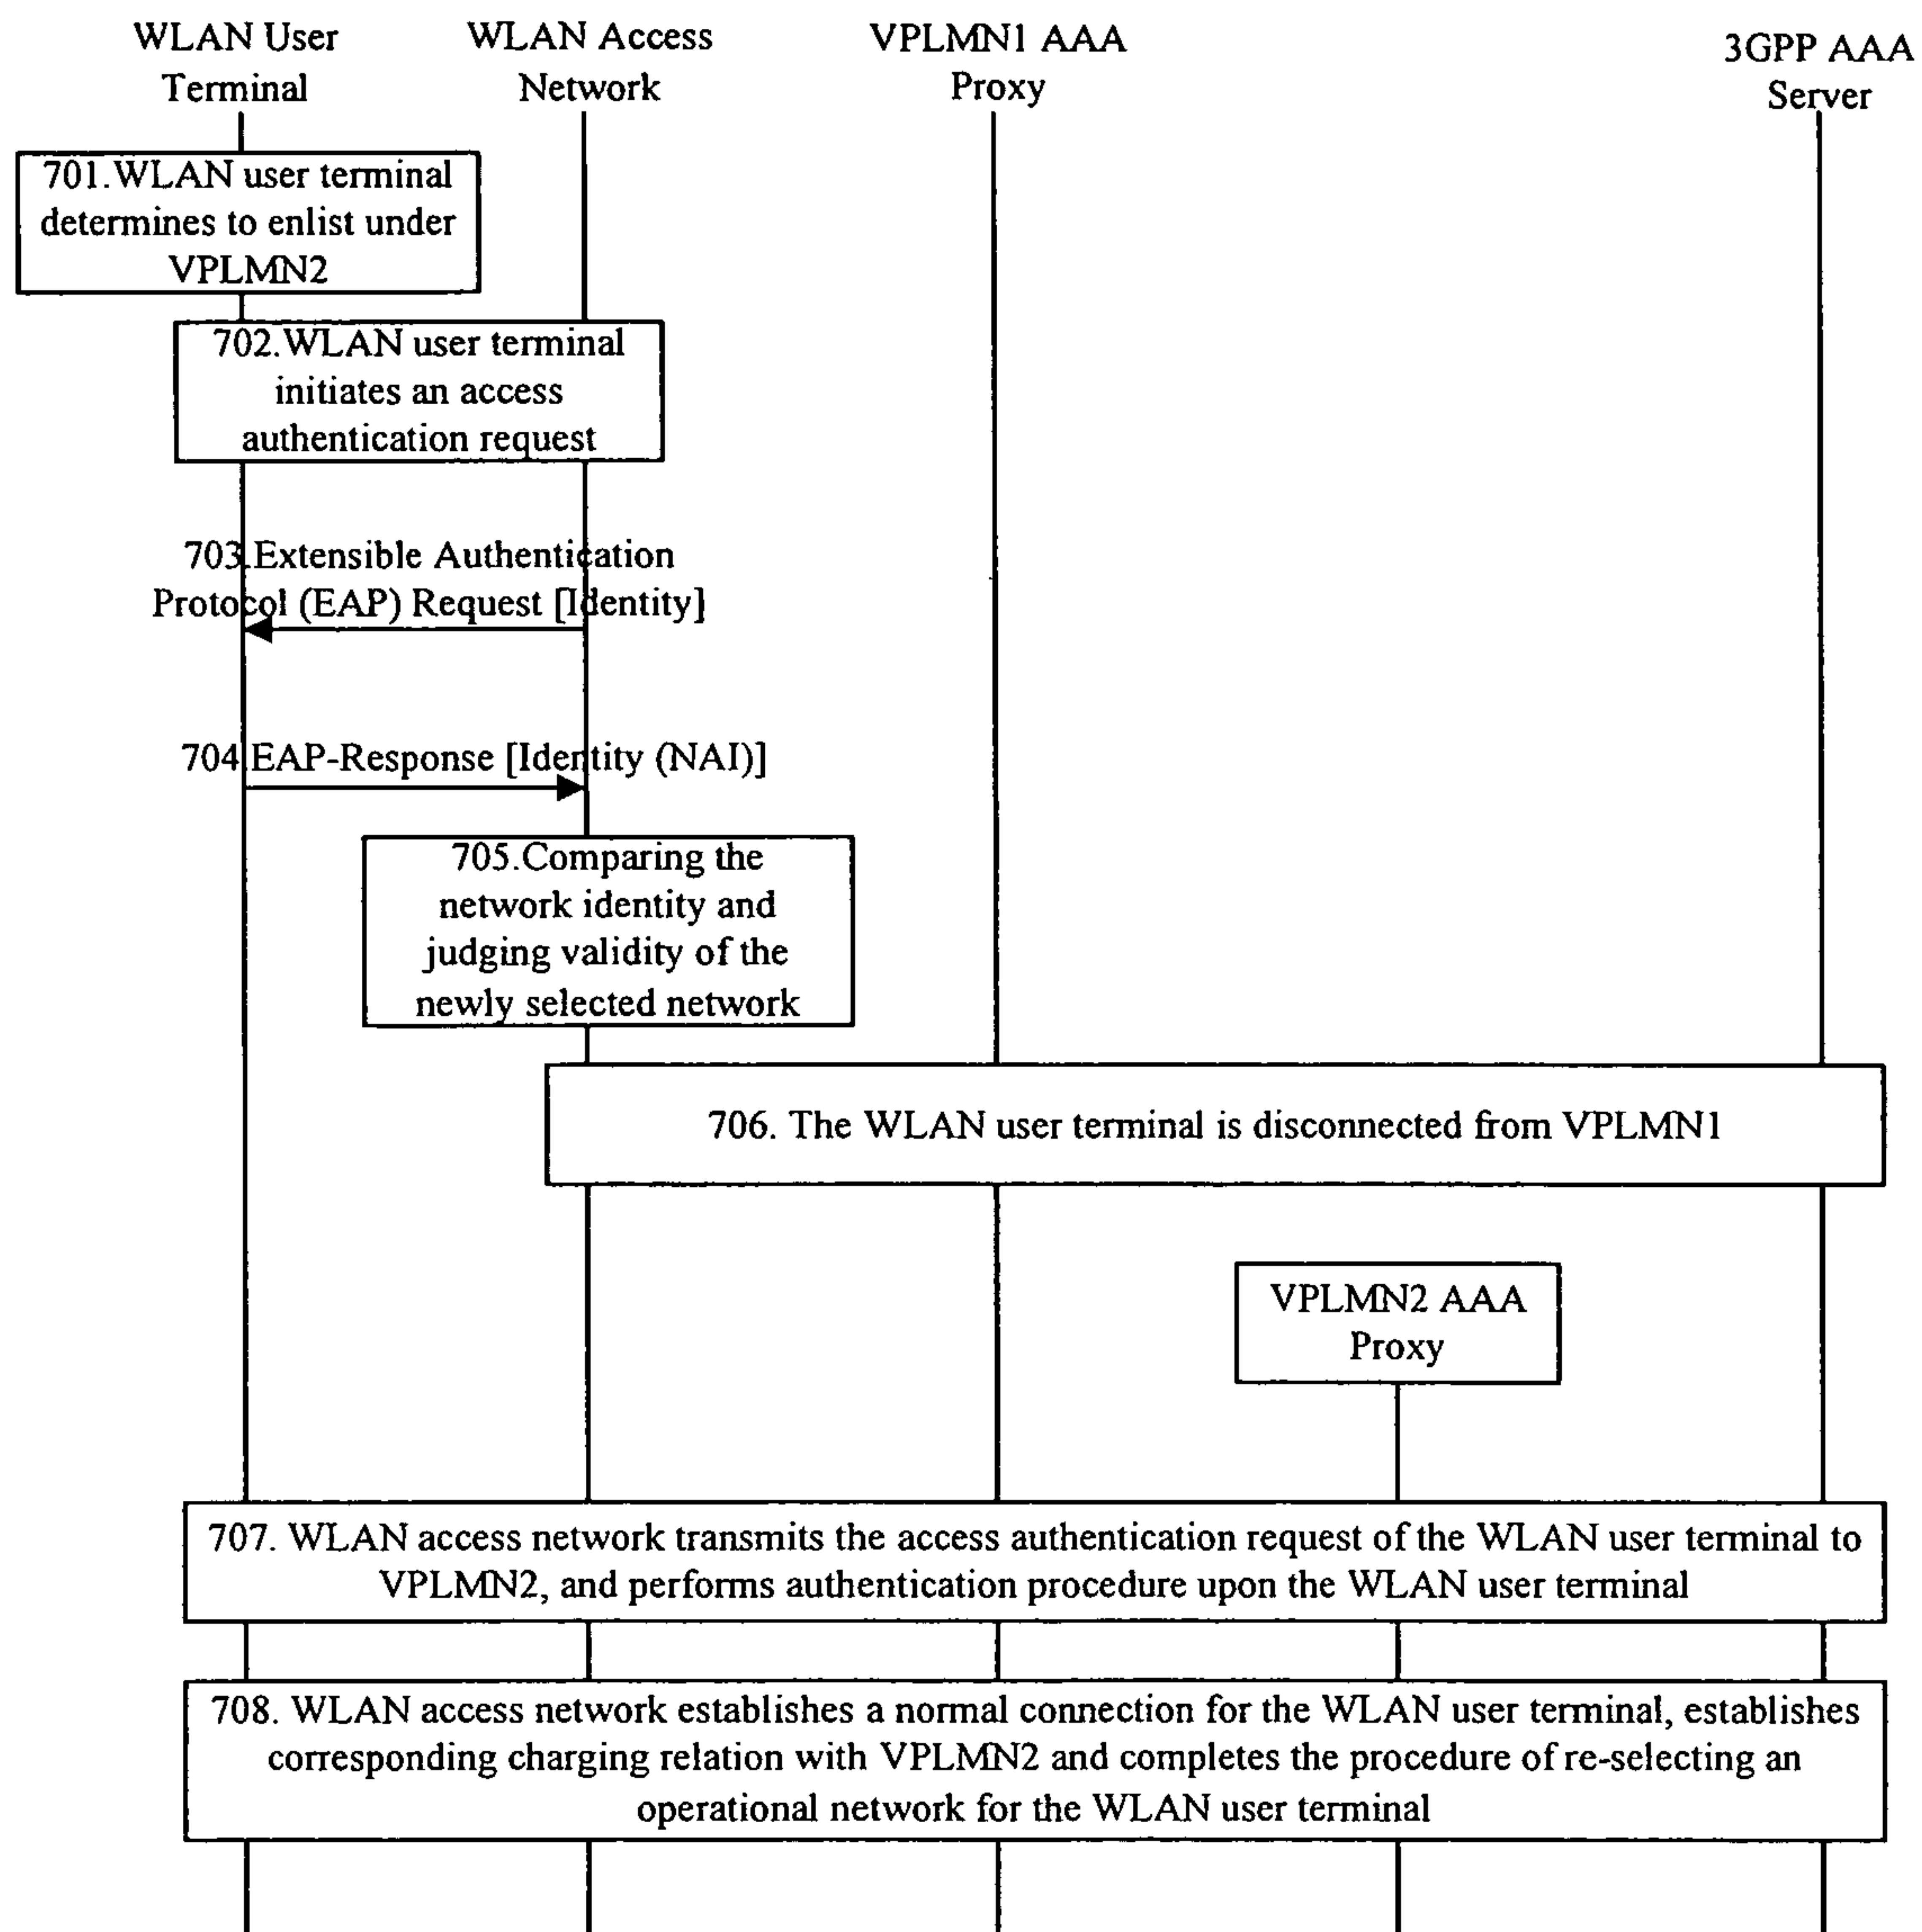 WLAN User
Terminal
WLAN Access
Network
VPLMN1 AAA
Proxy
3GPP AAA
Server
701.WLAN user terminal
determines to enlist under
VPLMN2
702.WLAN user terminal
initiates an access
authentication request
703.Extensible Authentication
Protocol (EAP) Request [Identity]
704.EAP-Response [Identity (NAI)]
705.Comparing the
network identity and
judging validity of the
newly selected network
706. The WLAN user terminal is disconnected from VPLMN1
VPLMN2 AAA
Proxy
707. WLAN access network transmits the access authentication request of the WLAN user terminal to
VPLMN2, and performs authentication procedure upon the WLAN user terminal
708. WLAN access network establishes a normal connection for the WLAN user terminal, establishes
corresponding charging relation with VPLMN2 and completes the procedure of re-selecting an
operational network for the WLAN user terminal